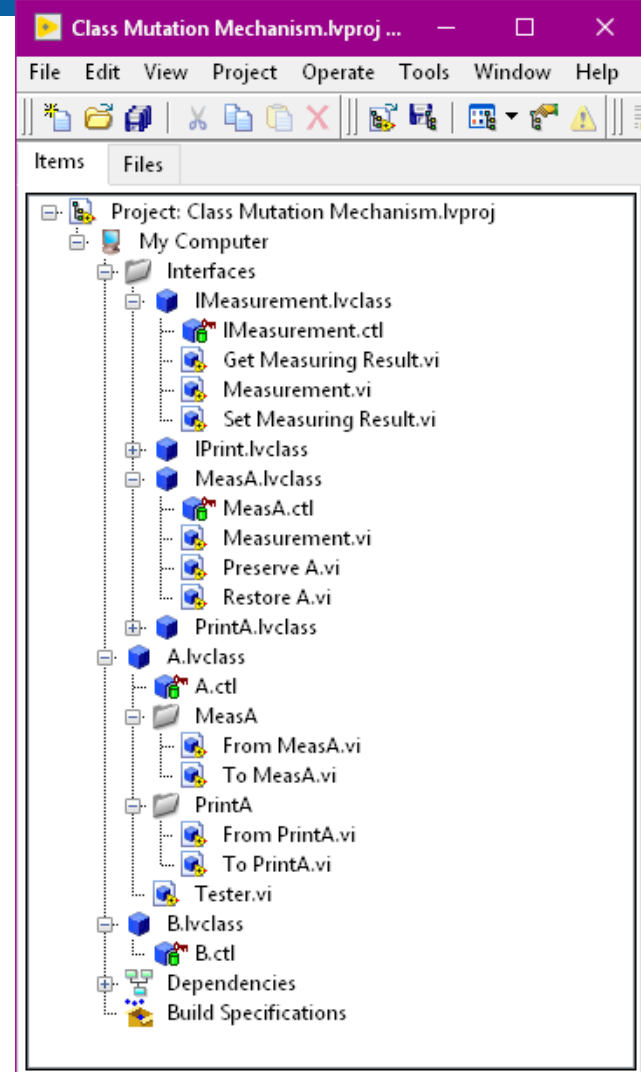 Class Mutation Mechanism.lvproj ...
File Edit View Project Operate Tools Window Help
Items Files
Project: Class Mutation Mechanism.lvproj
My Computer
Interfaces
IMeasurement.lvclass
IMeasurement.ctl
Get Measuring Result.vi
Measurement.vi
Set Measuring Result.vi
IPrint.lvclass
MeasA.lvclass
MeasA.ctl
Measurement.vi
Preserve A.vi
Restore A.vi
PrintA.lvclass
A.lvclass
A.ctl
MeasA
From MeasA.vi
To MeasA.vi
PrintA
From PrintA.vi
To PrintA.vi
Tester.vi
B.lvclass
B.ctl
Dependencies
Build Specifications